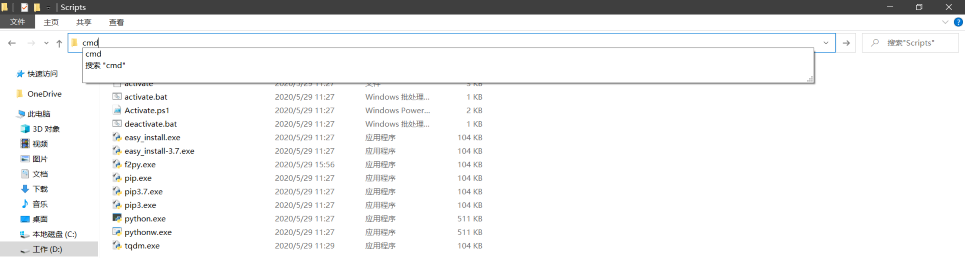 Scripts
文件 主页 共享 查看
cmd 搜索"Scripts"
cmd
搜索 "cmd"
快速访问
OneDrive
此电脑
3D 对象
视频
图片
文档
下载
音乐
桌面
本地磁盘 (C:)
工作 (D:)
activate 2020/5/29 11:27 文件 3 KB
activate.bat 2020/5/29 11:27 Windows 批处理... 1 KB
Activate.ps1 2020/5/29 11:27 Windows Power... 2 KB
deactivate.bat 2020/5/29 11:27 Windows 批处理... 1 KB
easy_install.exe 2020/5/29 11:27 应用程序 104 KB
easy_install-3.7.exe 2020/5/29 11:27 应用程序 104 KB
f2py.exe 2020/5/29 15:56 应用程序 104 KB
pip.exe 2020/5/29 11:27 应用程序 104 KB
pip3.7.exe 2020/5/29 11:27 应用程序 104 KB
pip3.exe 2020/5/29 11:27 应用程序 104 KB
python.exe 2020/5/29 11:27 应用程序 511 KB
pythonw.exe 2020/5/29 11:27 应用程序 511 KB
tqdm.exe 2020/5/29 11:29 应用程序 104 KB